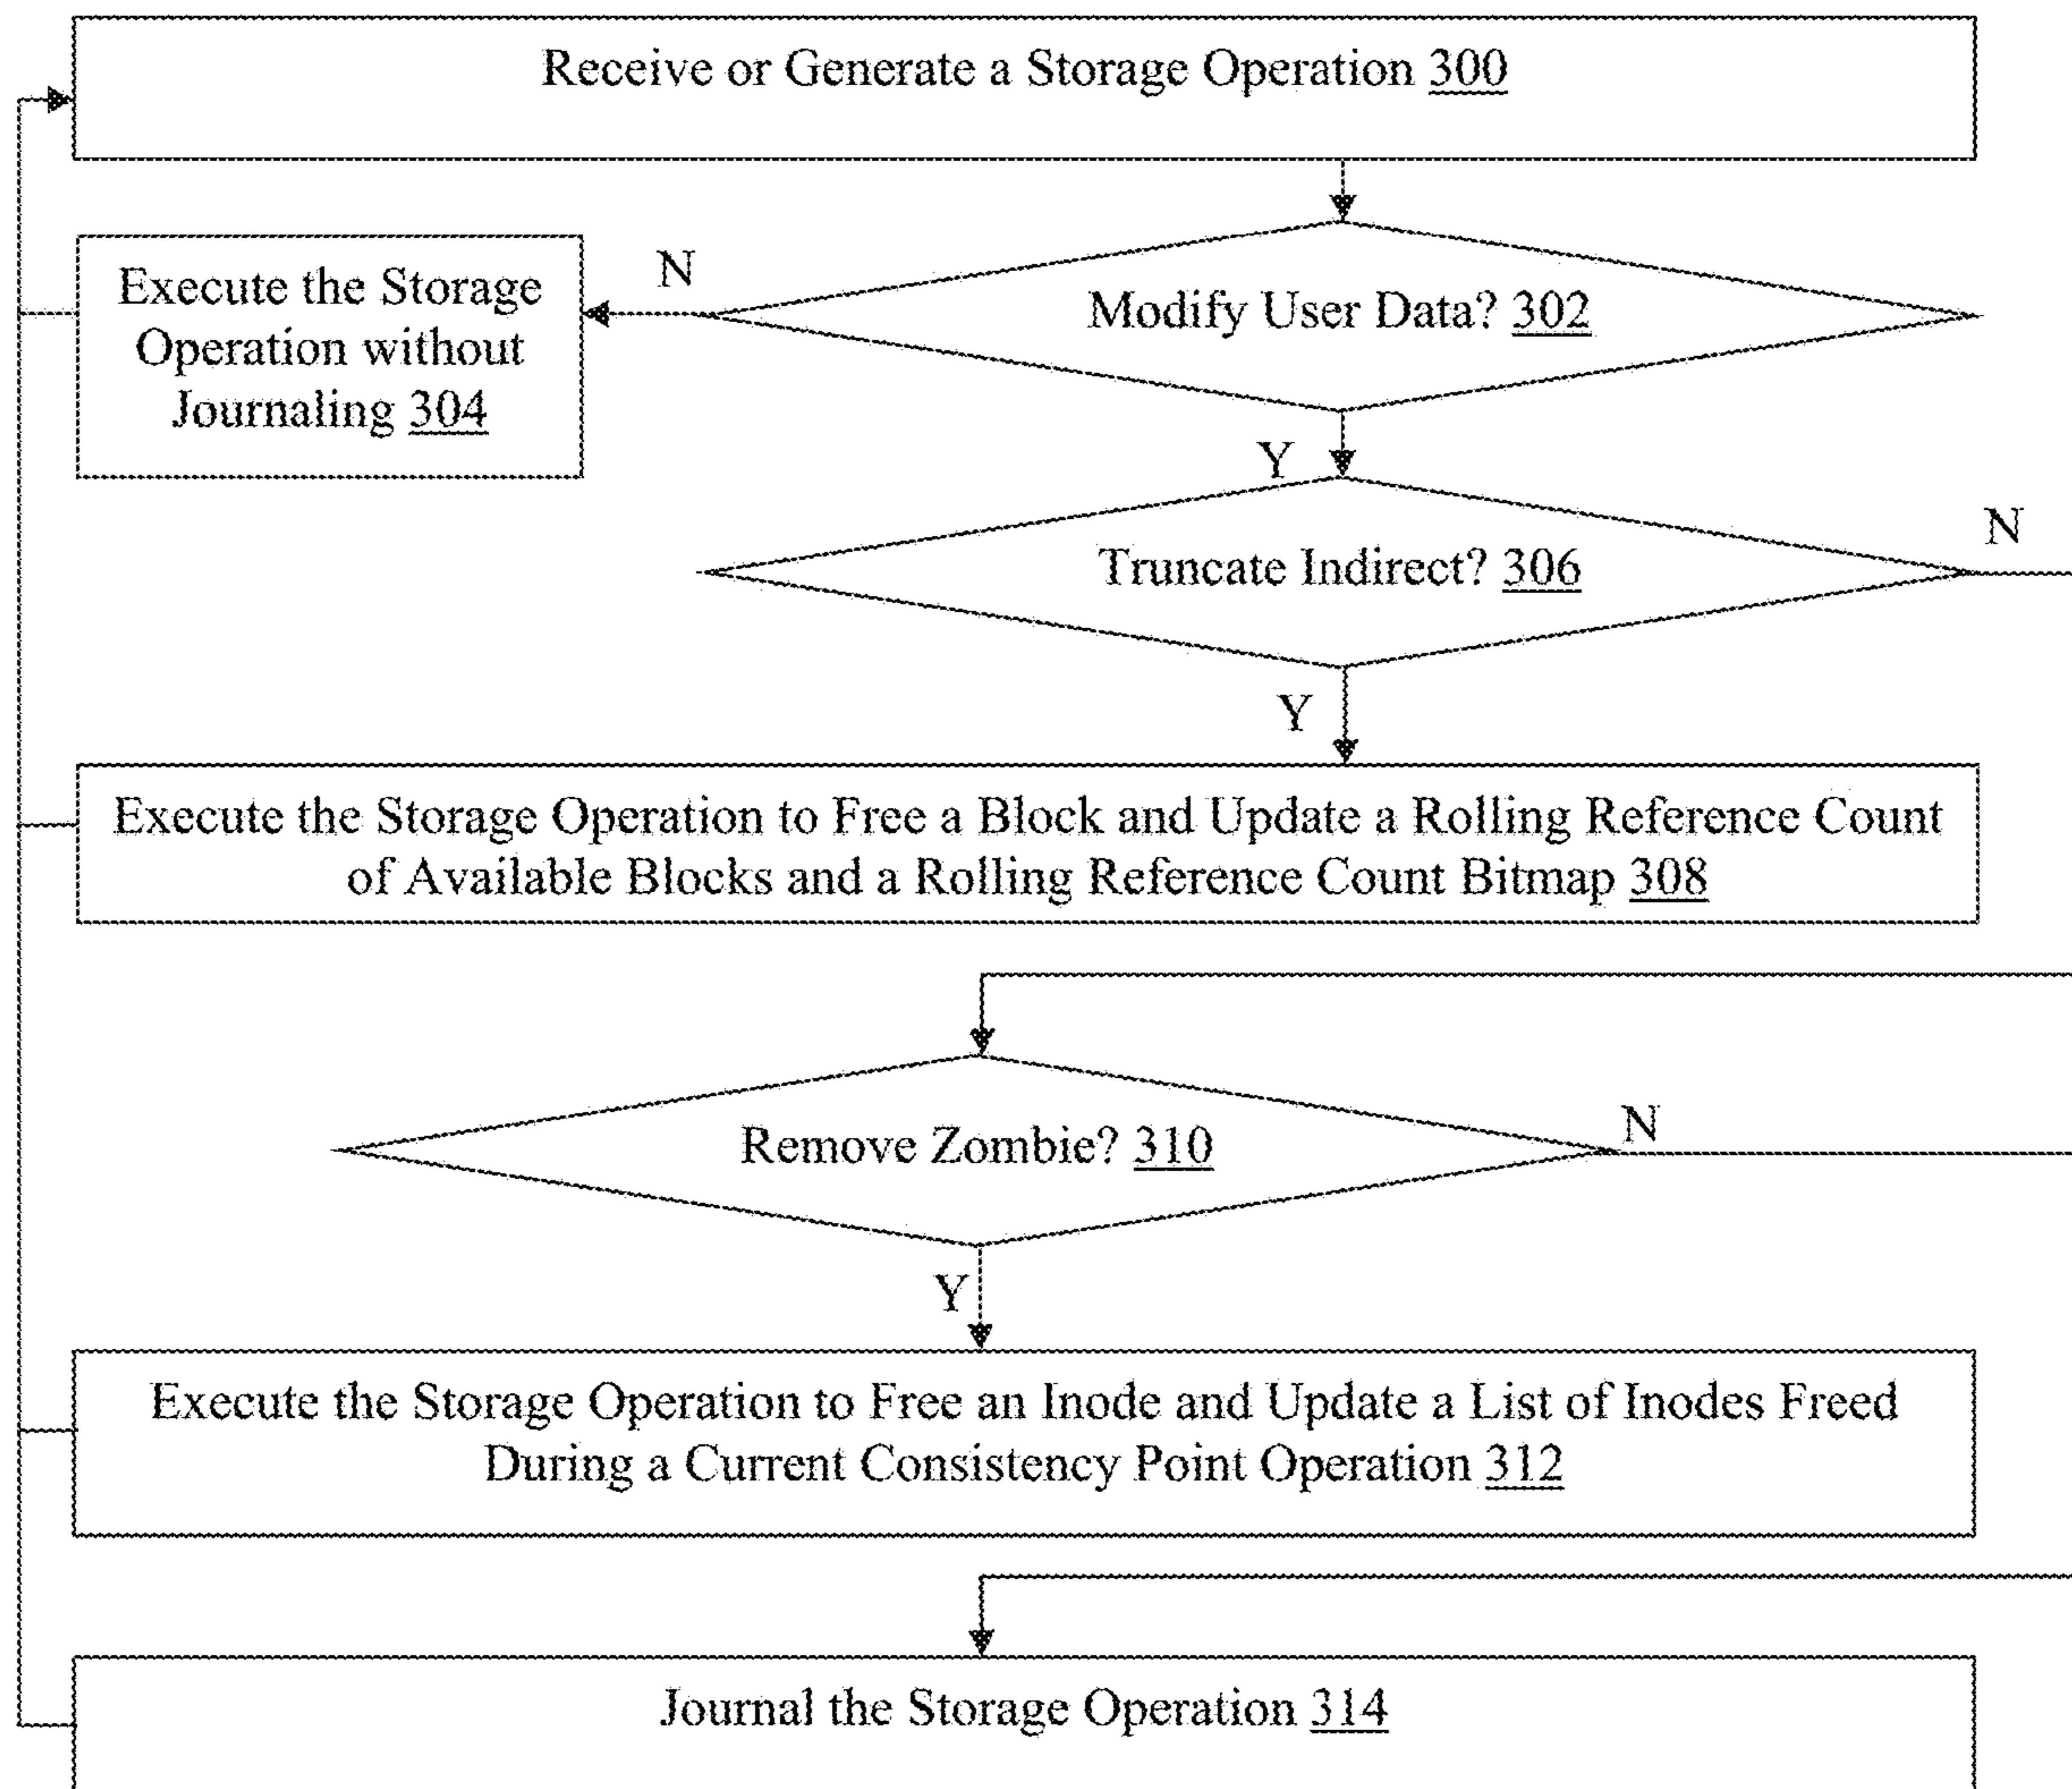 Receive or Generate a Storage Operation 300
N
Execute the Storage
Operation without
Journaling 304
Modify User Data? 302
Y
N
Truncate Indirect? 306
Y
Execute the Storage Operation to Free a Block and Update a Rolling Reference Count
of Available Blocks and a Rolling Reference Count Bitmap 308
Remove Zombie? 310
N
Y
Execute the Storage Operation to Free an Inode and Update a List of Inodes Freed
During a Current Consistency Point Operation 312
Journal the Storage Operation 314